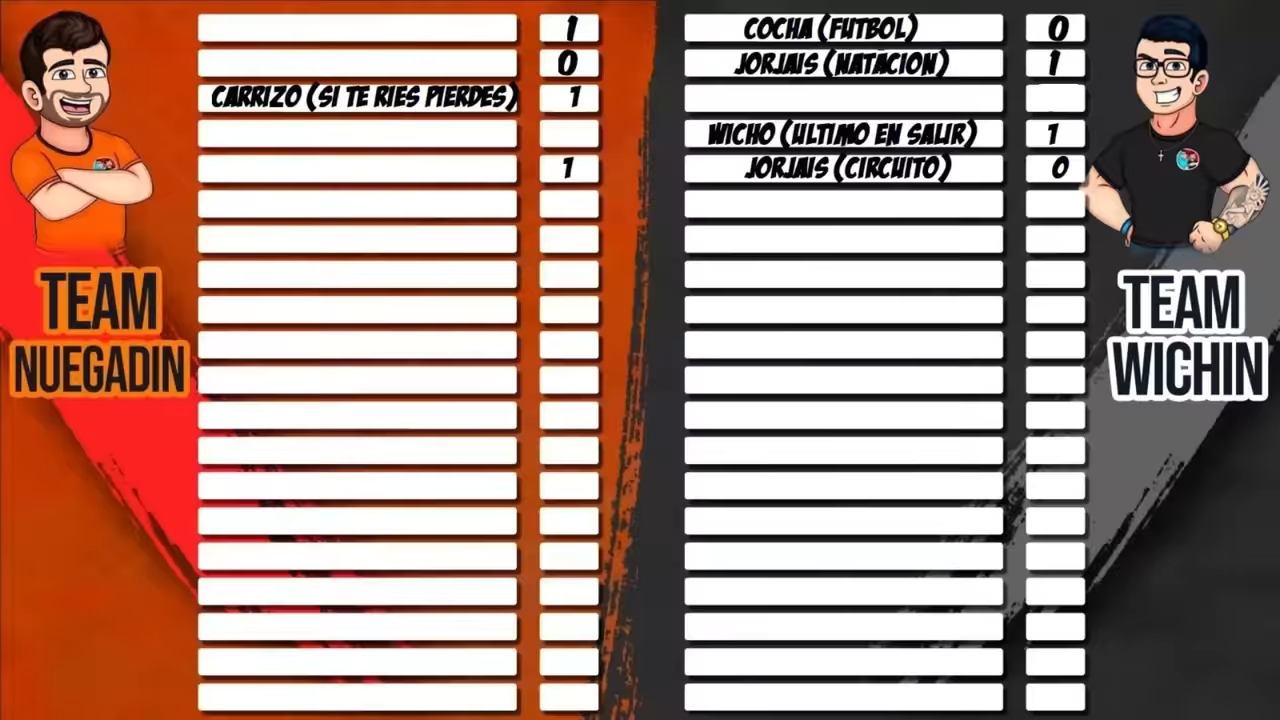 1 COCHA (FUTBOL) 0
0 JORJAIS (NATACION) 1
CARRIZO (SI TE RIES PIERDES) 1
WICHO (ULTIMO EN SALIR) 1
1 JORJAIS (CIRCUITO) 0
TEAM
NUEGADIN
TEAM
WICHIN